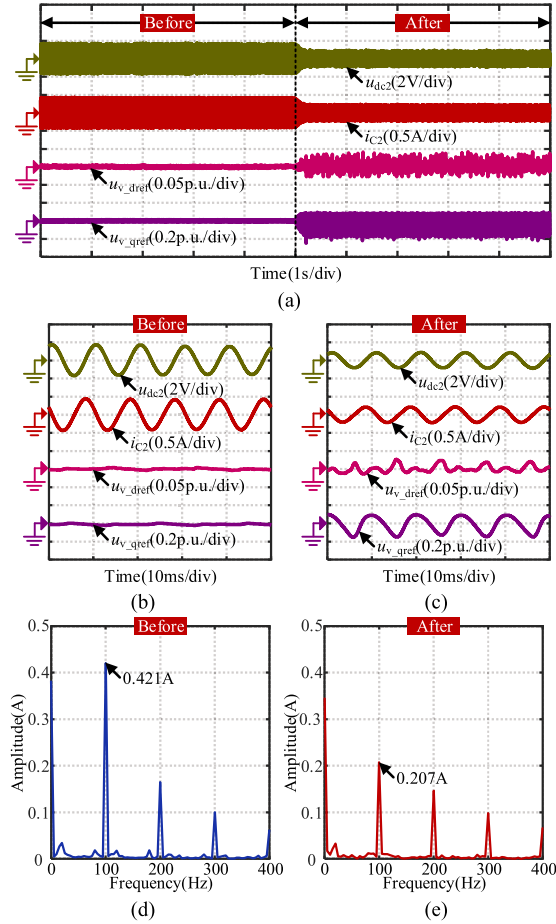 Before
After
u_dc2(2V/div)
i_C2(0.5A/div)
u_v_dref(0.05p.u./div)
u_v_qref(0.2p.u./div)
Time(1s/div)
(a)
Before
u_dc2(2V/div)
i_C2(0.5A/div)
u_v_dref(0.05p.u./div)
u_v_qref(0.2p.u./div)
Time(10ms/div)
(b)
After
u_dc2(2V/div)
i_C2(0.5A/div)
u_v_dref(0.05p.u./div)
u_v_qref(0.2p.u./div)
Time(10ms/div)
(c)
Before
0.5
0.4
0.3
0.2
0.1
0
Amplitude(A)
0.421A
0 100 200 300 400
Frequency(Hz)
(d)
After
0.5
0.4
0.3
0.2
0.1
0
Amplitude(A)
0.207A
0 100 200 300 400
Frequency(Hz)
(e)